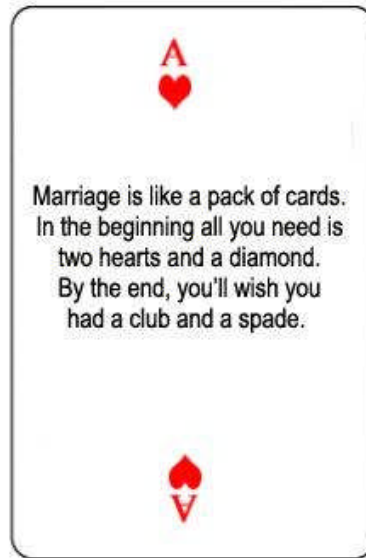 A
Marriage is like a pack of cards.
In the beginning all you need is
two hearts and a diamond.
By the end, you'll wish you
had a club and a spade.
A